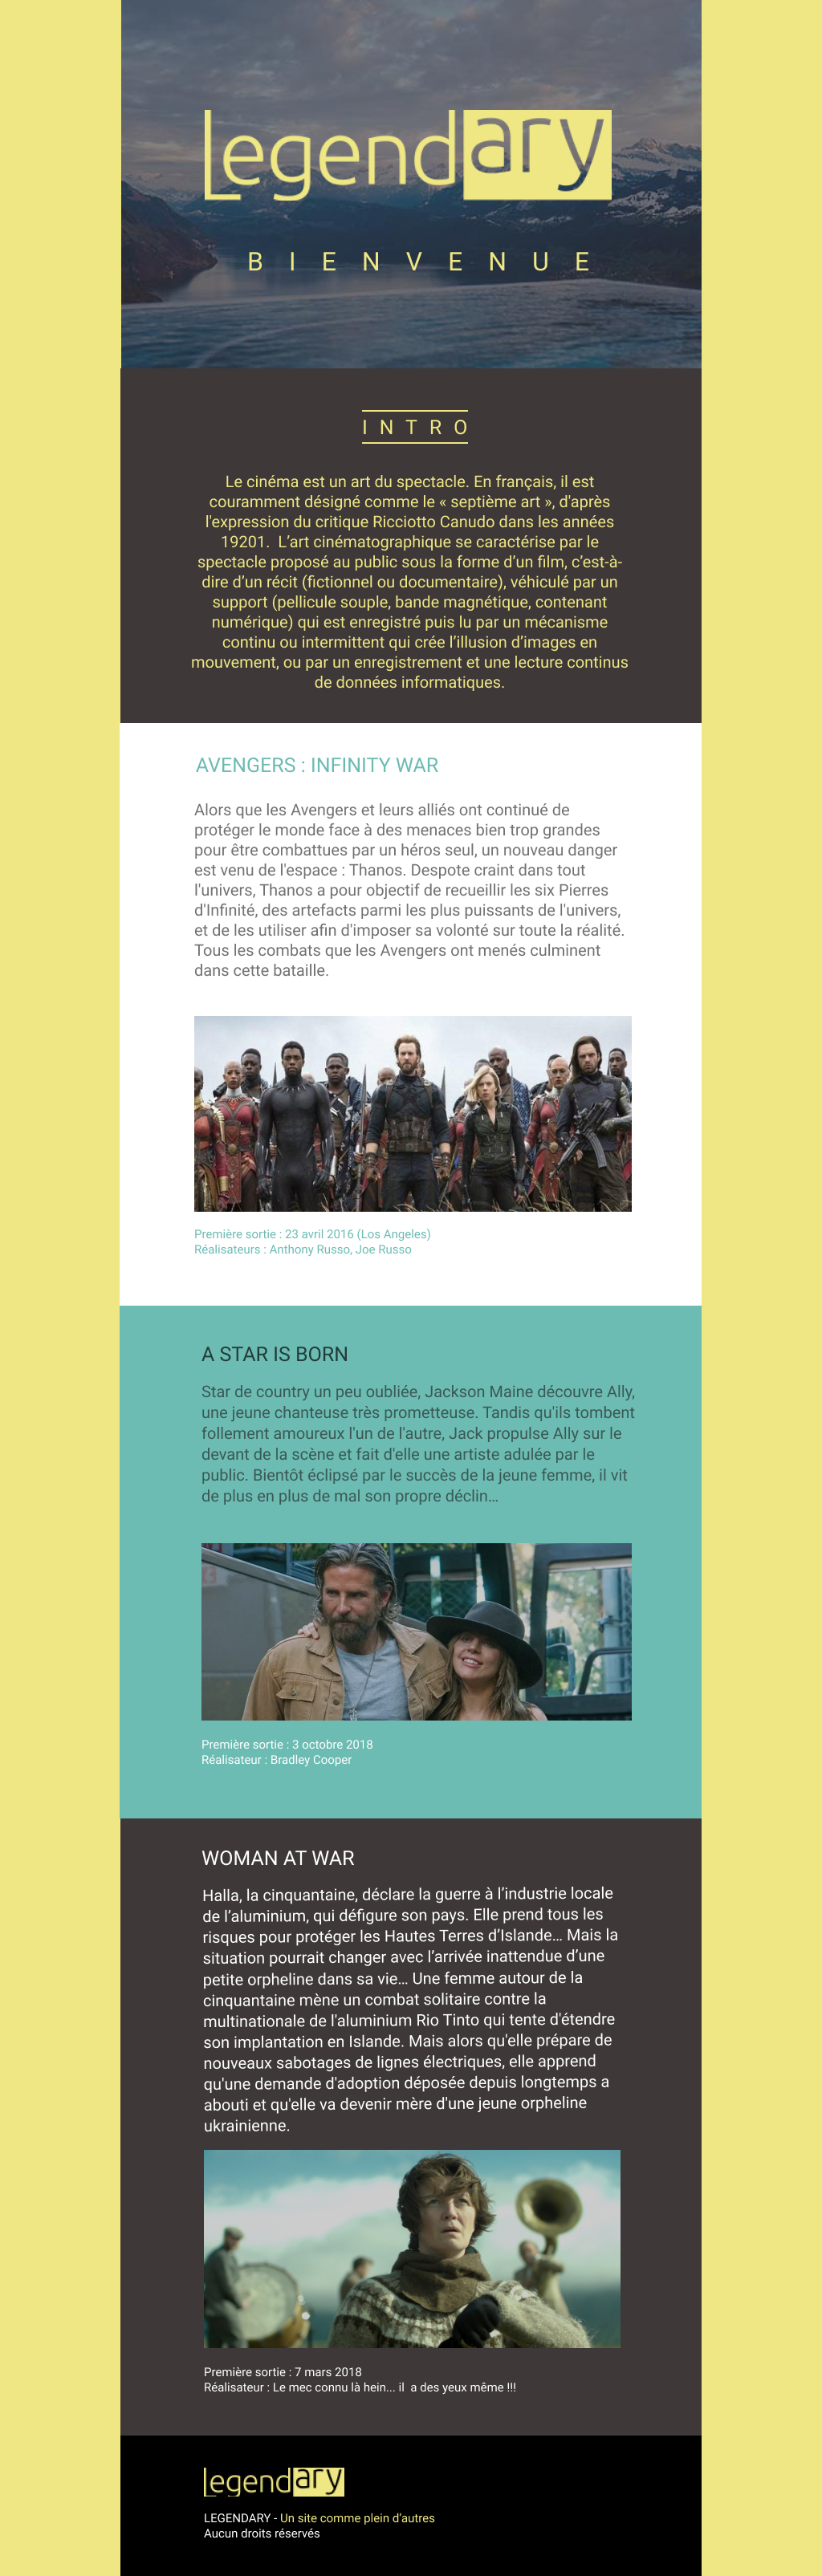 Legendary
BIENVENUE
INTRO
Le cinéma est un art du spectacle. En français, il est
couramment désigné comme le « septième art », d'après
l'expression du critique Ricciotto Canudo dans les années
19201.  L’art cinématographique se caractérise par le
spectacle proposé au public sous la forme d’un film, c’est-à-
dire d’un récit (fictionnel ou documentaire), véhiculé par un
support (pellicule souple, bande magnétique, contenant
numérique) qui est enregistré puis lu par un mécanisme
continu ou intermittent qui crée l’illusion d’images en
mouvement, ou par un enregistrement et une lecture continus
de données informatiques.
AVENGERS : INFINITY WAR
Alors que les Avengers et leurs alliés ont continué de
protéger le monde face à des menaces bien trop grandes
pour être combattues par un héros seul, un nouveau danger
est venu de l'espace : Thanos. Despote craint dans tout
l'univers, Thanos a pour objectif de recueillir les six Pierres
d'Infinité, des artefacts parmi les plus puissants de l'univers,
et de les utiliser afin d'imposer sa volonté sur toute la réalité.
Tous les combats que les Avengers ont menés culminent
dans cette bataille.
Première sortie : 23 avril 2016 (Los Angeles)
Réalisateurs : Anthony Russo, Joe Russo
A STAR IS BORN
Star de country un peu oubliée, Jackson Maine découvre Ally,
une jeune chanteuse très prometteuse. Tandis qu'ils tombent
follement amoureux l'un de l'autre, Jack propulse Ally sur le
devant de la scène et fait d'elle une artiste adulée par le
public. Bientôt éclipsé par le succès de la jeune femme, il vit
de plus en plus de mal son propre déclin…
Première sortie : 3 octobre 2018
Réalisateur : Bradley Cooper
WOMAN AT WAR
Halla, la cinquantaine, déclare la guerre à l’industrie locale
de l’aluminium, qui défigure son pays. Elle prend tous les
risques pour protéger les Hautes Terres d’Islande… Mais la
situation pourrait changer avec l’arrivée inattendue d’une
petite orpheline dans sa vie… Une femme autour de la
cinquantaine mène un combat solitaire contre la
multinationale de l'aluminium Rio Tinto qui tente d'étendre
son implantation en Islande. Mais alors qu'elle prépare de
nouveaux sabotages de lignes électriques, elle apprend
qu'une demande d'adoption déposée depuis longtemps a
abouti et qu'elle va devenir mère d'une jeune orpheline
ukrainienne.
Première sortie : 7 mars 2018
Réalisateur : Le mec connu là hein... il  a des yeux même !!!
Legendary
LEGENDARY - Un site comme plein d’autres
Aucun droits réservés